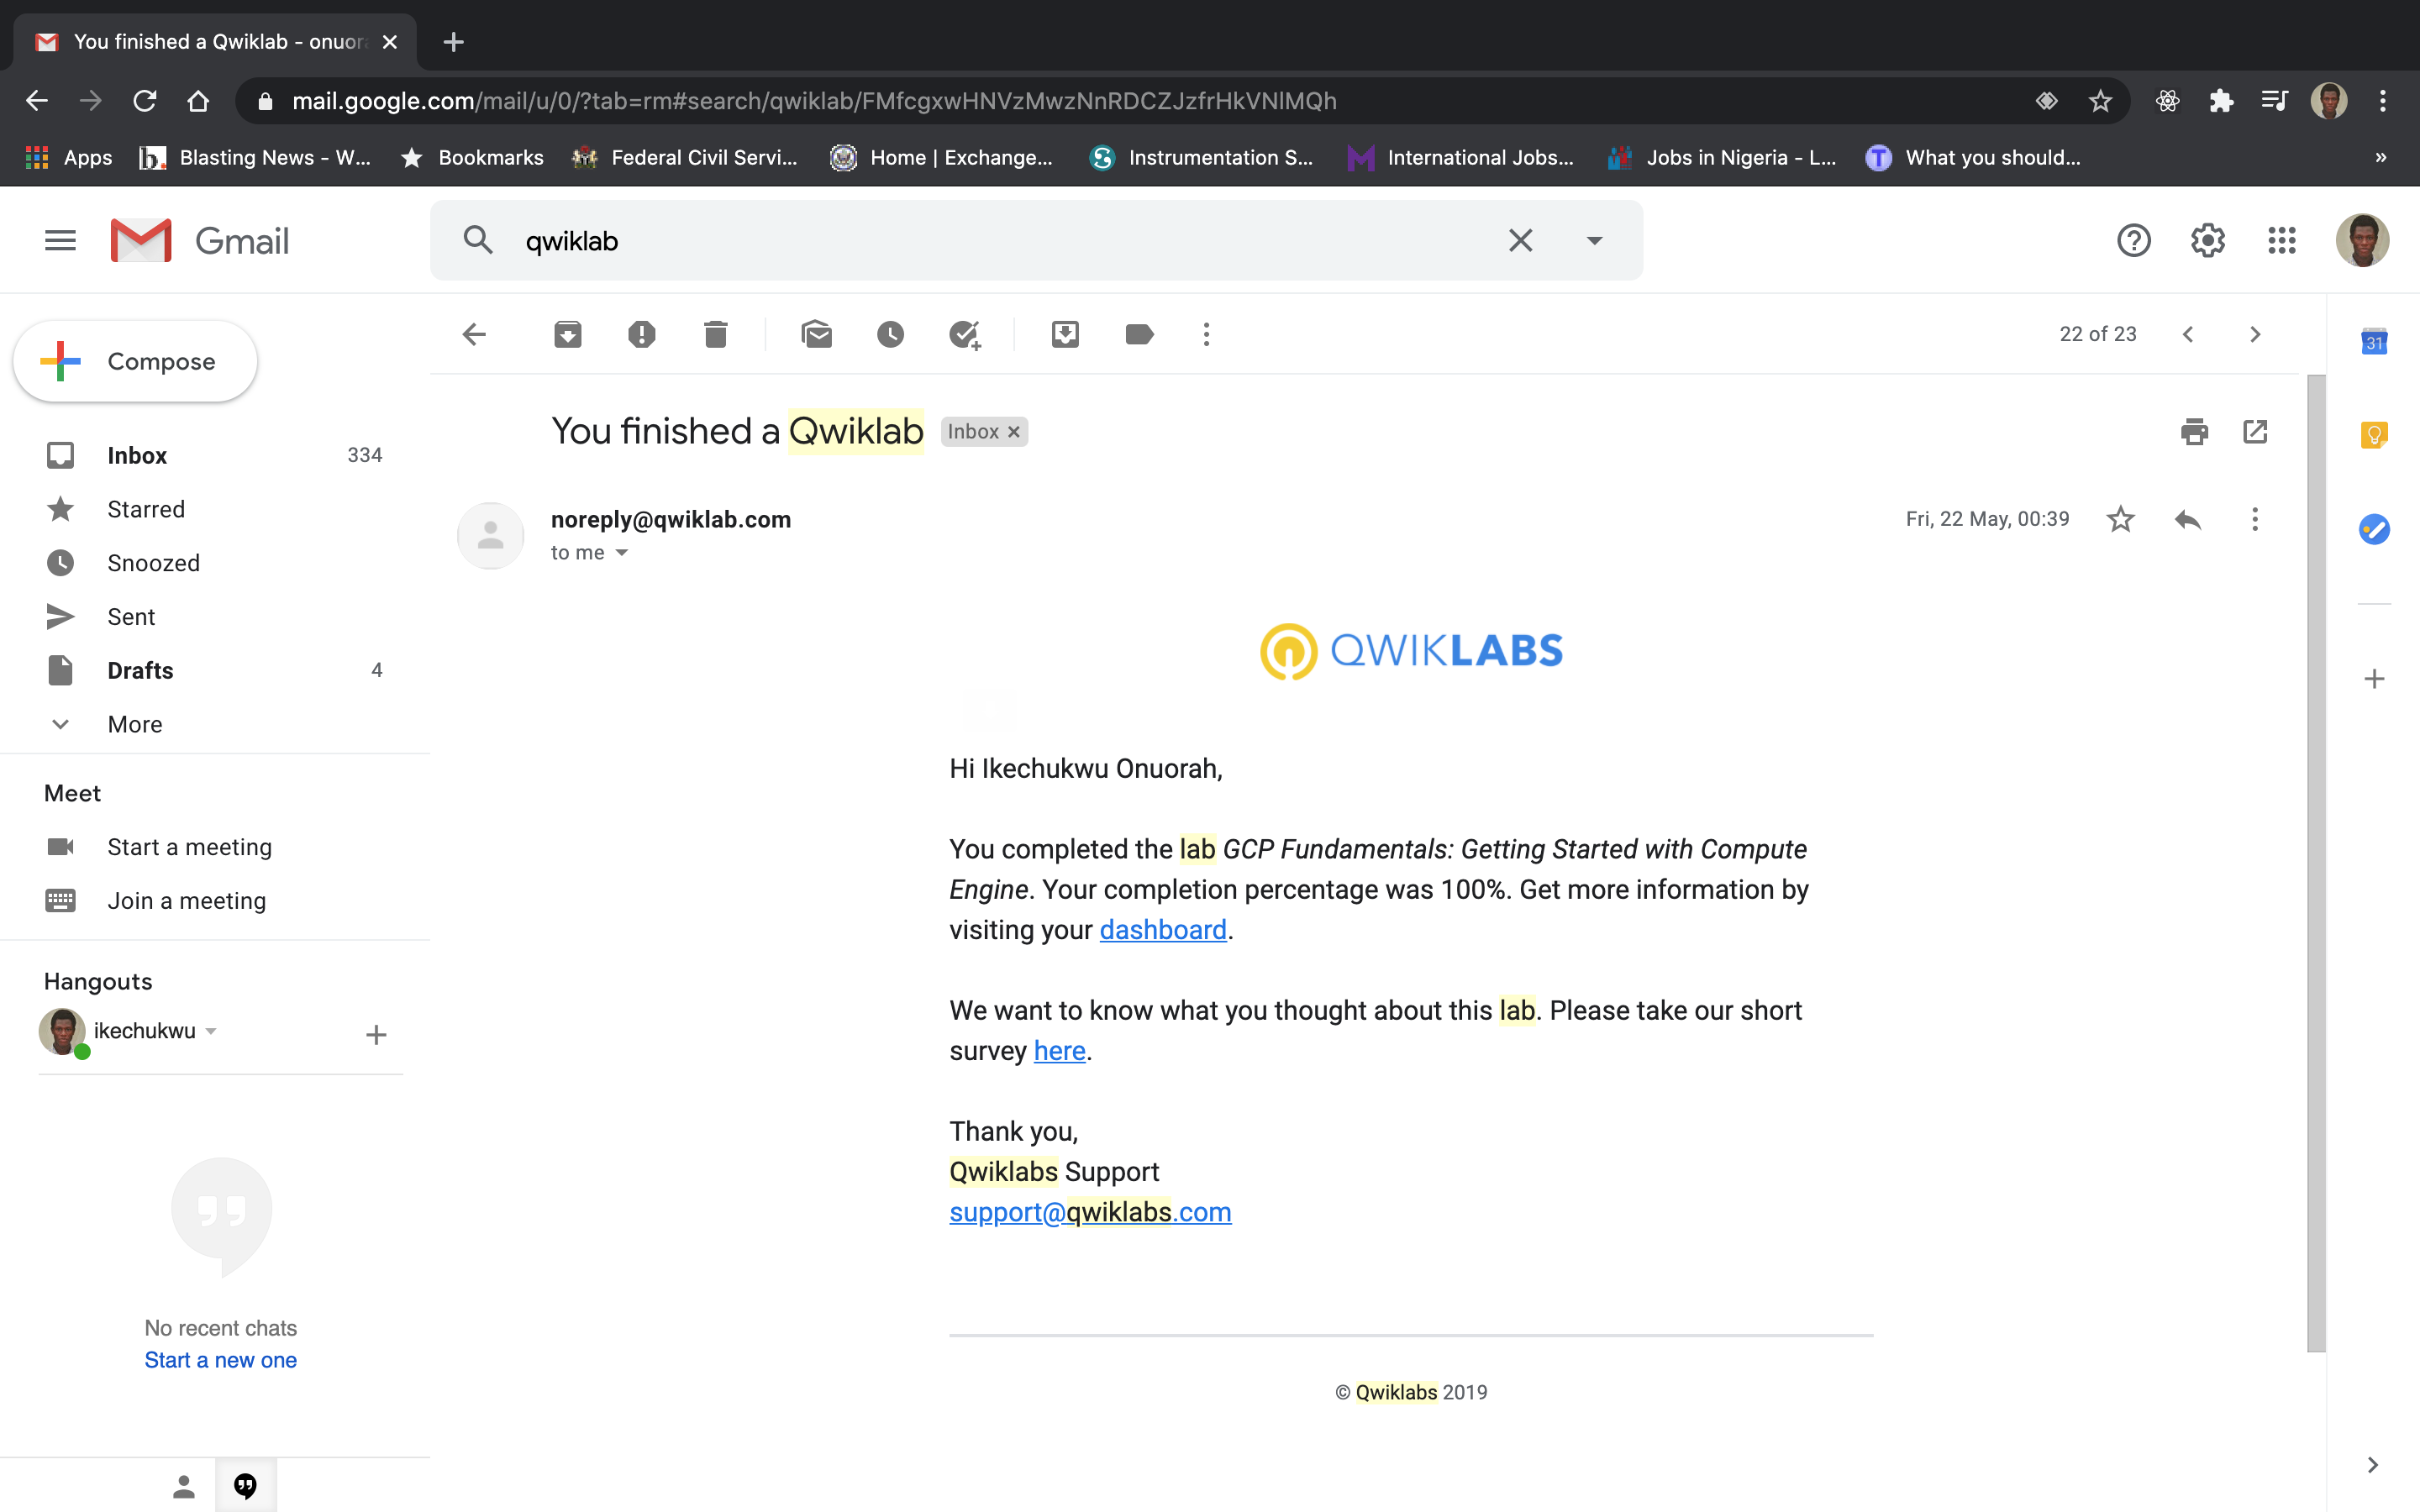 You finished a Qwiklab - onuor
mail.google.com/mail/u/0/?tab=rm#search/qwiklab/FMfcgxwHNVzMwzNnRDCZJzfrHkVNlMQh
Apps
b.
Blasting News - W...
Bookmarks
Federal Civil Servi...
Home | Exchange...
Instrumentation S...
International Jobs...
Jobs in Nigeria - L...
T
What you should...
»
Gmail
qwiklab
Compose
22 of 23
31
You finished a Qwiklab
Inbox
Inbox 334
Starred
Snoozed
Sent
Drafts 4
More
noreply@qwiklab.com
Fri, 22 May, 00:39
to me
QWIKLABS
Meet
Start a meeting
Join a meeting
Hi Ikechukwu Onuorah,
You completed the lab GCP Fundamentals: Getting Started with Compute
Engine. Your completion percentage was 100%. Get more information by
visiting your dashboard.
We want to know what you thought about this lab. Please take our short
survey here.
Thank you,
Qwiklabs Support
support@qwiklabs.com
Hangouts
ikechukwu
No recent chats
Start a new one
© Qwiklabs 2019